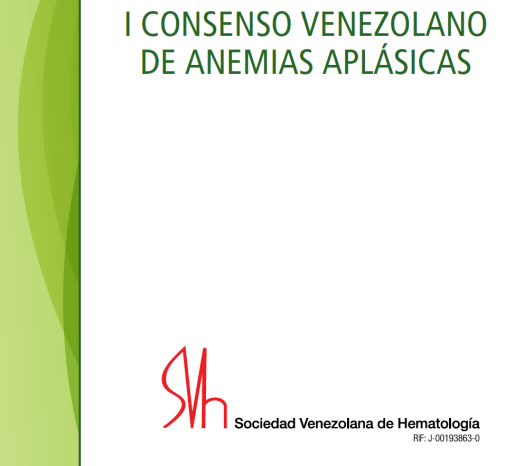 I CONSENSO VENEZOLANO
DE ANEMIAS APLÁSICAS
SVh
Sociedad Venezolana de Hematología
RIF: J-00193863-0